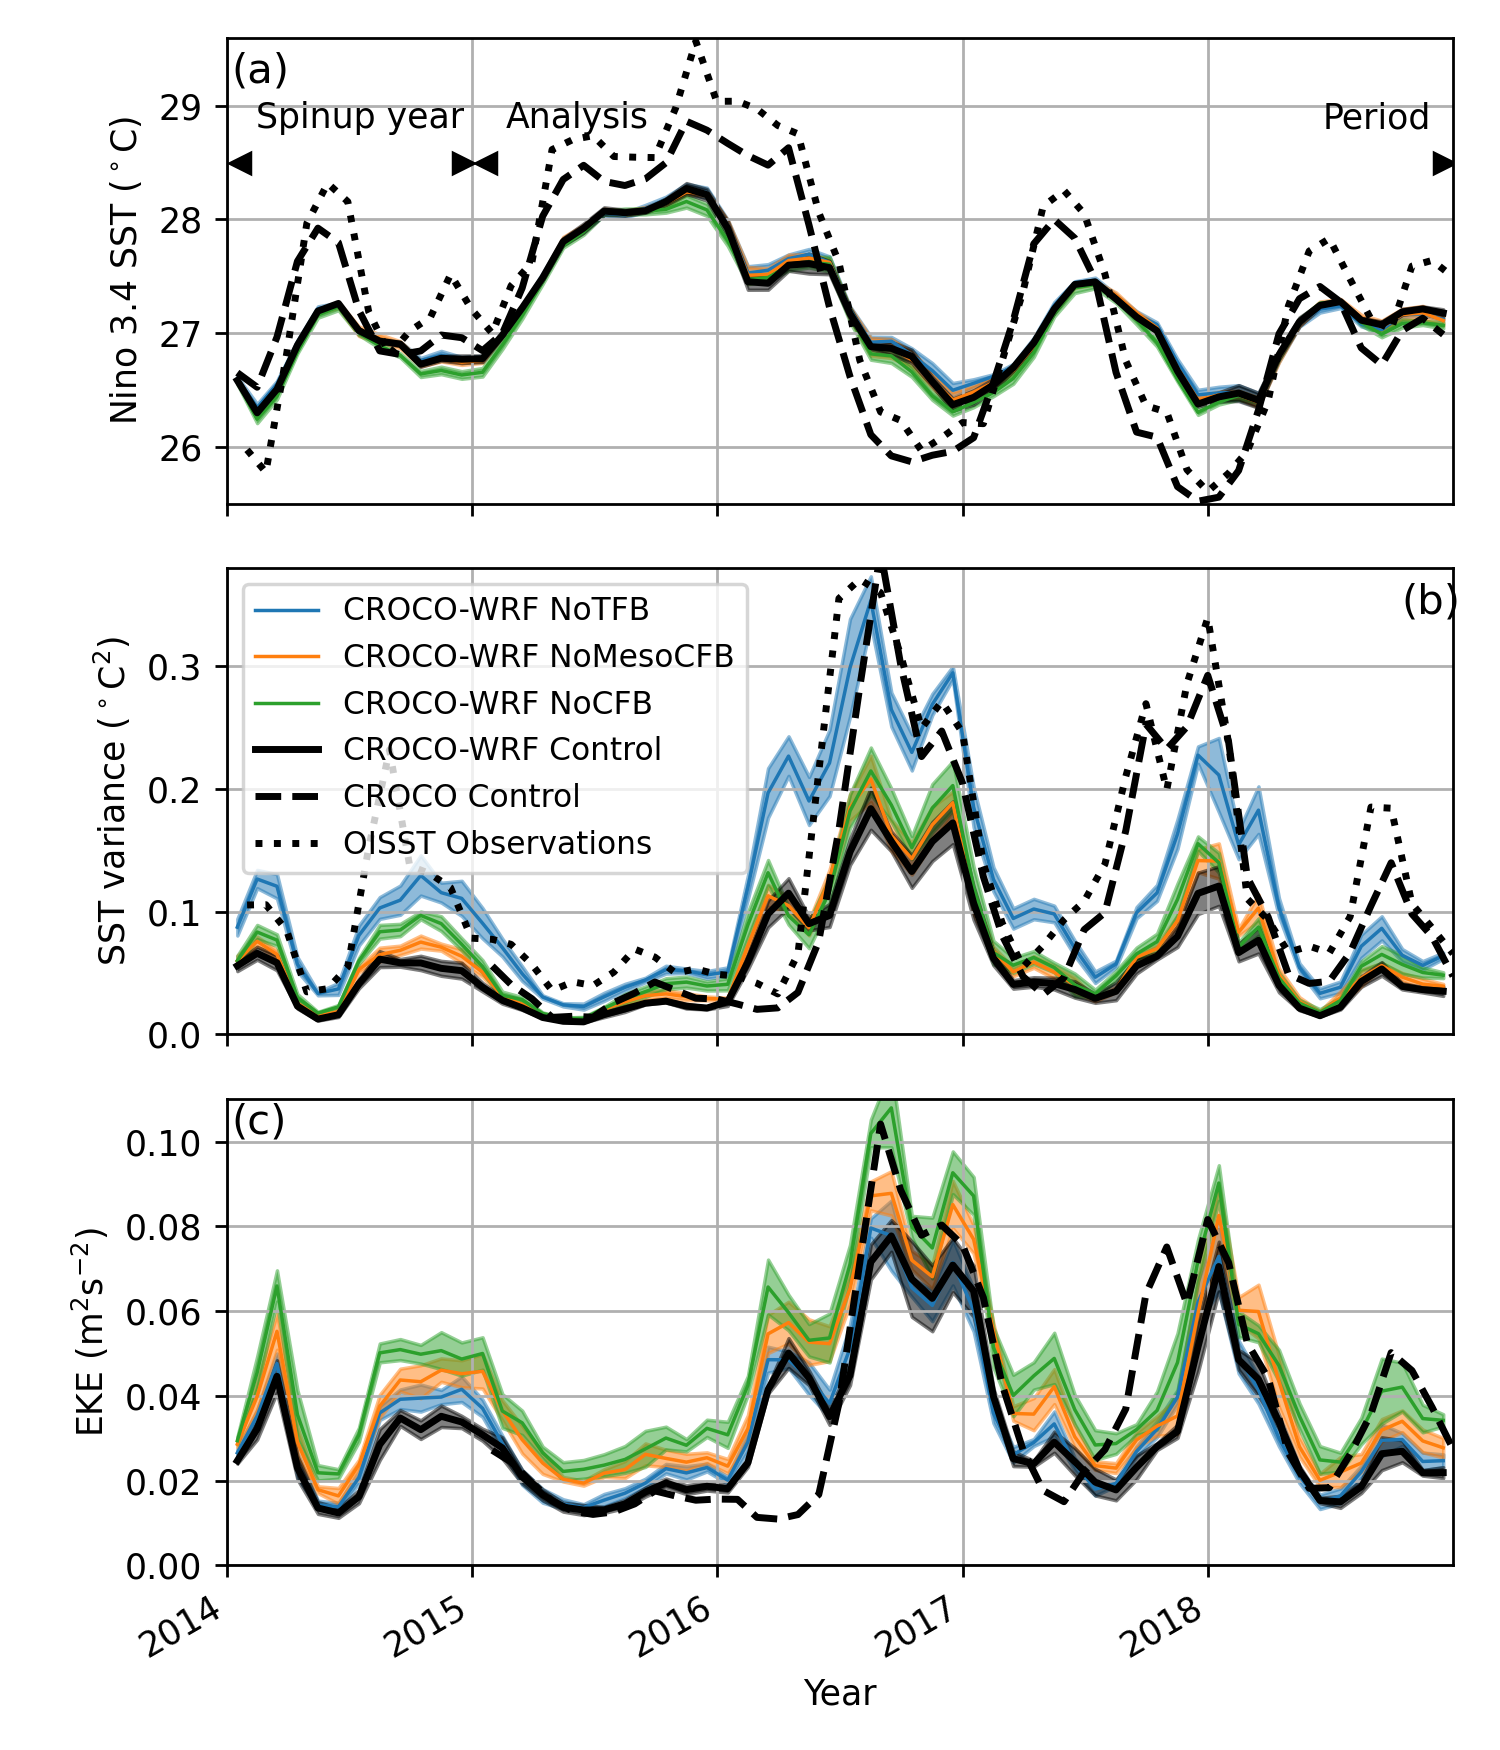 (a)
Spinup year
Analysis
Period
29
28
27
26
Nino 3.4 SST (°C)
(b)
CROCO-WRF NoTFB
CROCO-WRF NoMesoCFB
CROCO-WRF NoCFB
CROCO-WRF Control
CROCO Control
OISST Observations
0.3
0.2
0.1
0.0
SST variance (°C²)
(c)
0.10
0.08
0.06
0.04
0.02
0.00
EKE (m²s⁻²)
2014
2015
2016
2017
2018
Year